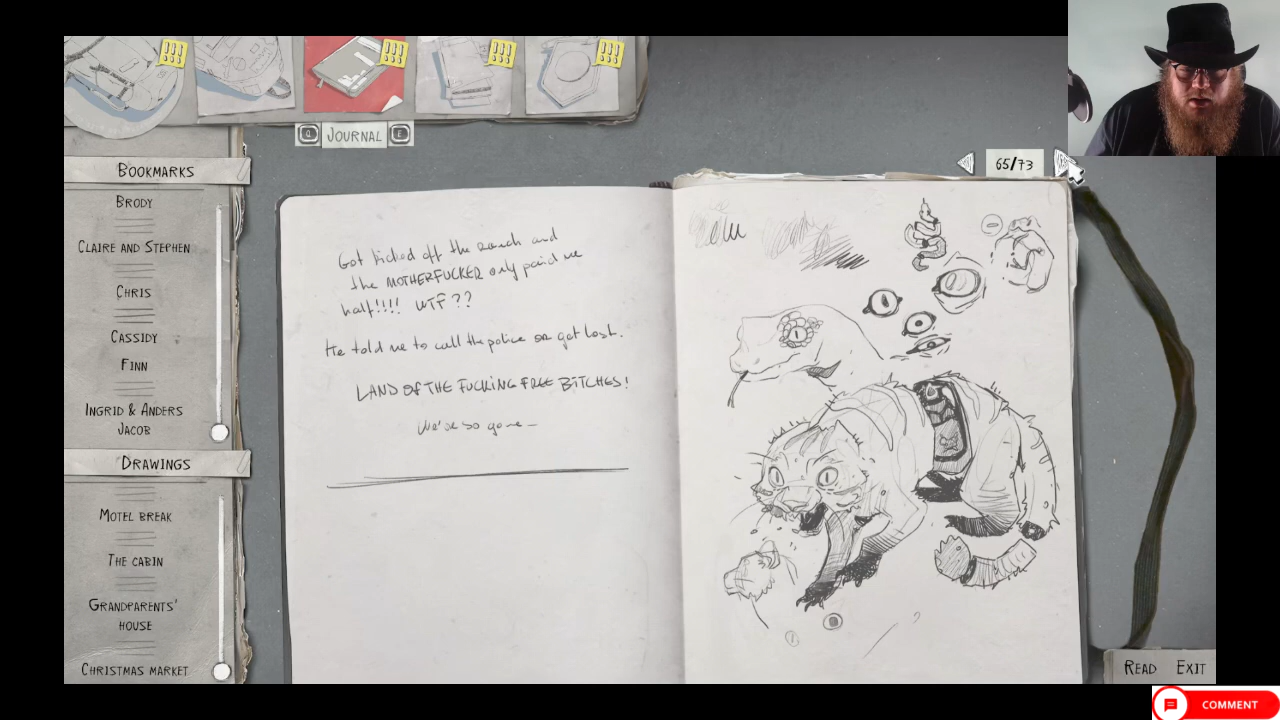 JOURNAL
Q
E
65/73
BOOKMARKS
BRODY
CLAIRE AND STEPHEN
CHRIS
CASSIDY
FINN
INGRID & ANDERS
JACOB
DRAWINGS
MOTEL BREAK
THE CABIN
GRANDPARENTS'
HOUSE
CHRISTMAS MARKET
Got kicked off the ranch and
the MOTHERFUCKER only paid me
half!!!! WTF??
He told me to call the police or get lost.
LAND OF THE FUCKING FREE BITCHES!
We're so gone—
READ EXIT
COMMENT